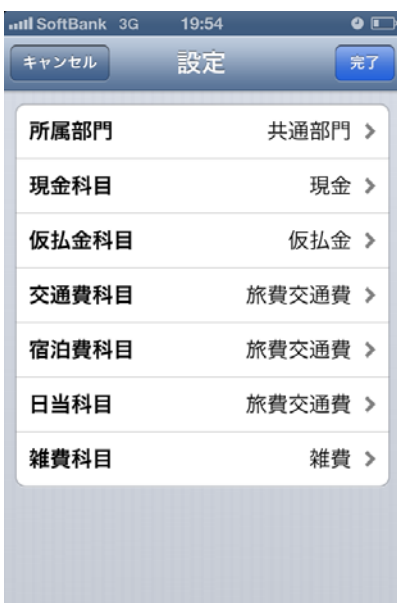 SoftBank 3G 19:54
キャンセル 設定 完了
所属部門 共通部門
現金科目 現金
仮払金科目 仮払金
交通費科目 旅費交通費
宿泊費科目 旅費交通費
日当科目 旅費交通費
雑費科目 雑費